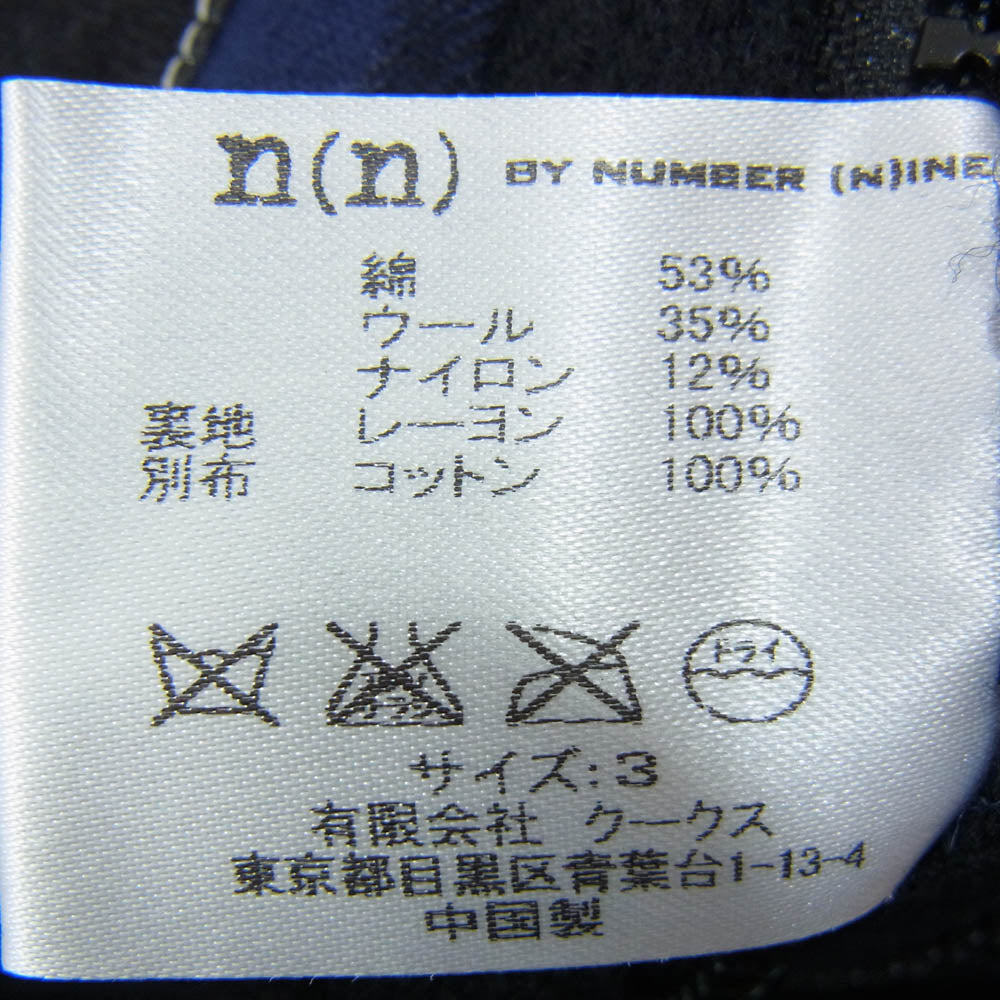 n(n) BY NUMBER (N)INE
綿 53%
ウール 35%
ナイロン 12%
裏地 レーヨン 100%
別布 コットン 100%
ドライ
サイズ:3
有限会社 クークス
東京都目黒区青葉台1-13-4
中国製